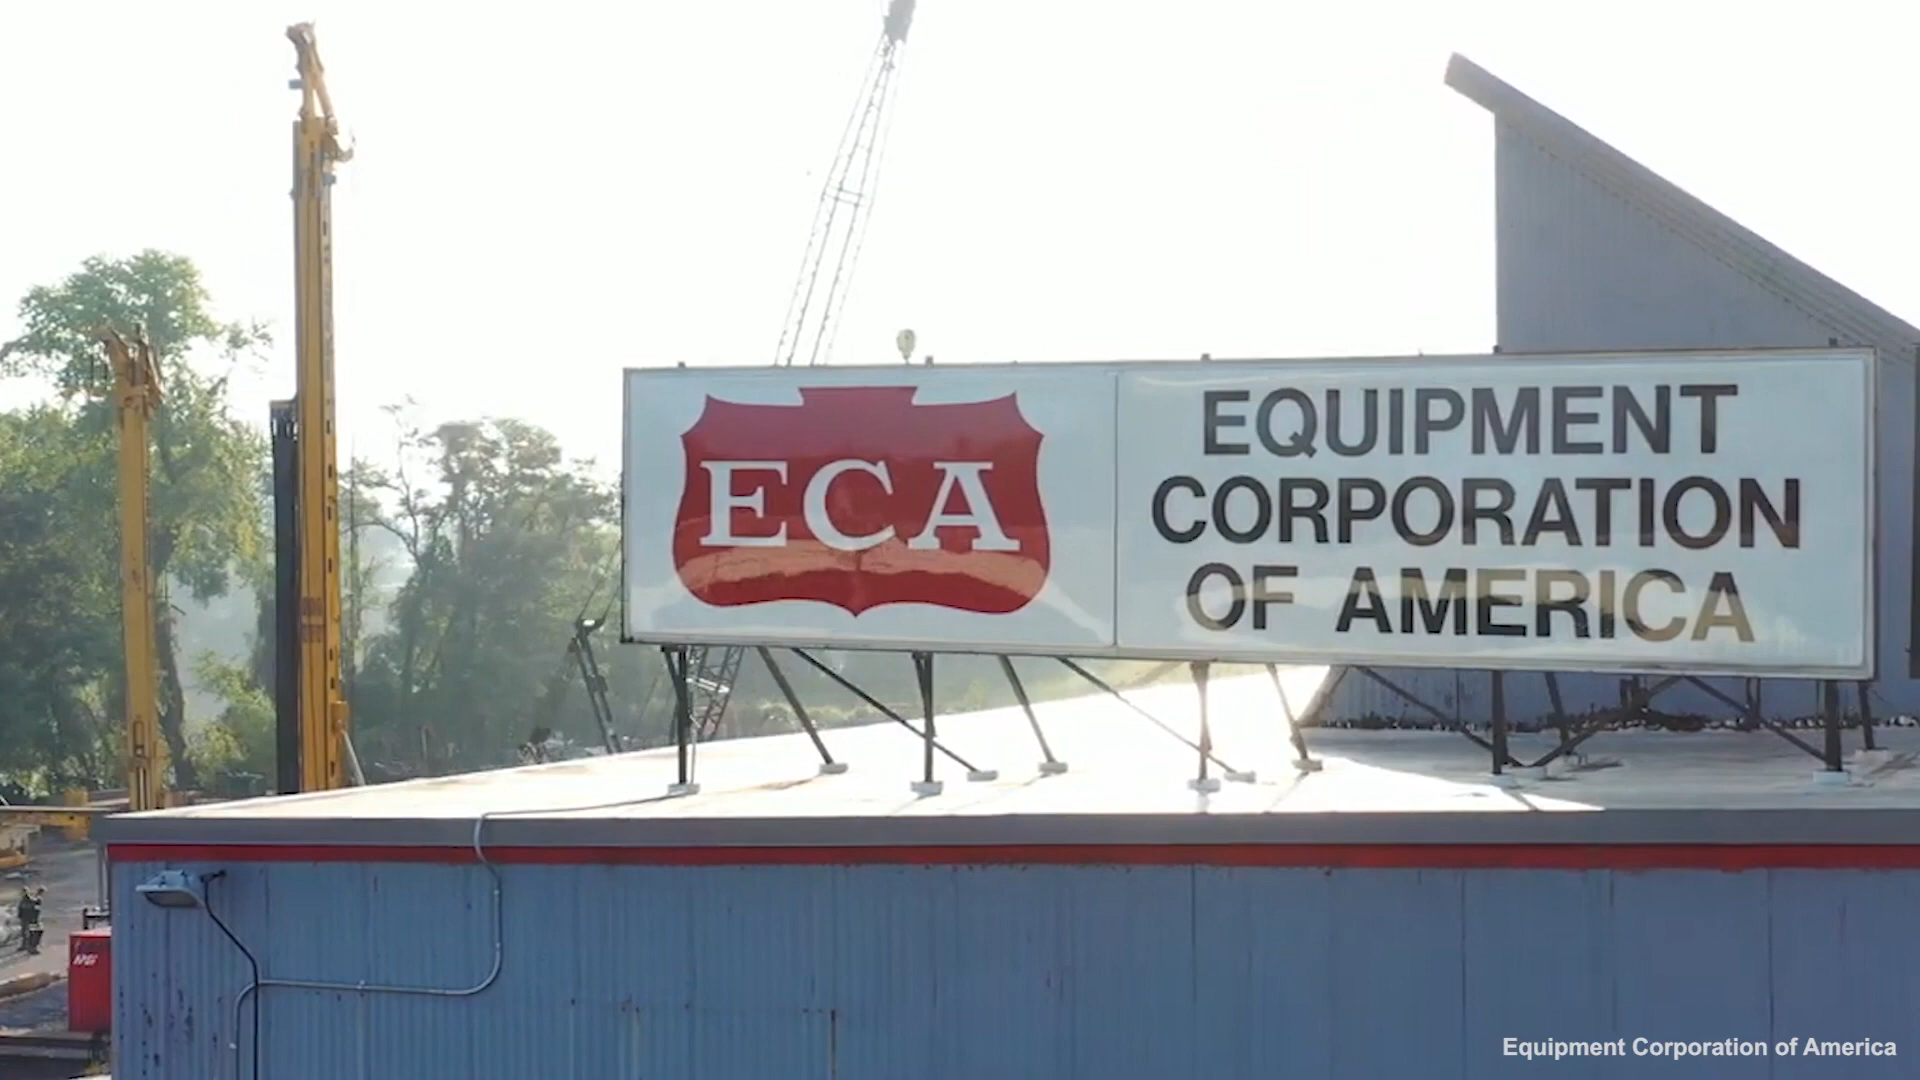 ECA
EQUIPMENT
CORPORATION
OF AMERICA
Equipment Corporation of America